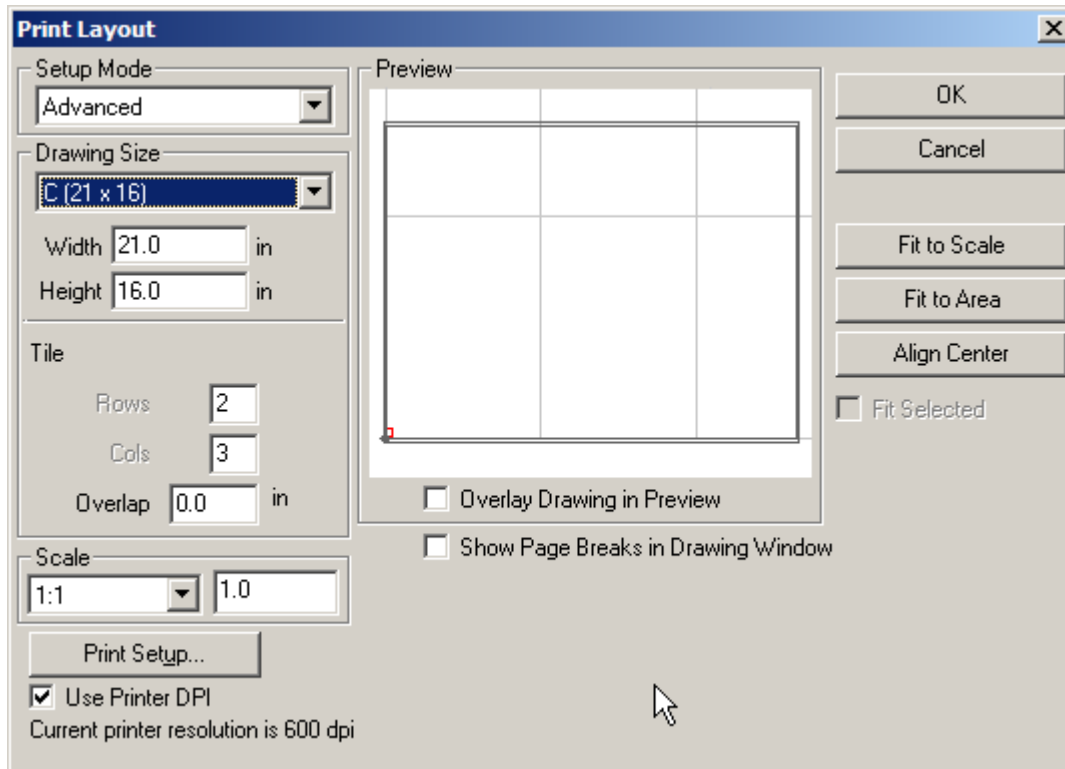 Print Layout
Setup Mode
Advanced
Drawing Size
C (21 x 16)
Width 21.0 in
Height 16.0 in
Tile
Rows 2
Cols 3
Overlap 0.0 in
Scale
1:1 1.0
Print Setup...
Use Printer DPI
Current printer resolution is 600 dpi
Preview
Overlay Drawing in Preview
Show Page Breaks in Drawing Window
OK
Cancel
Fit to Scale
Fit to Area
Align Center
Fit Selected